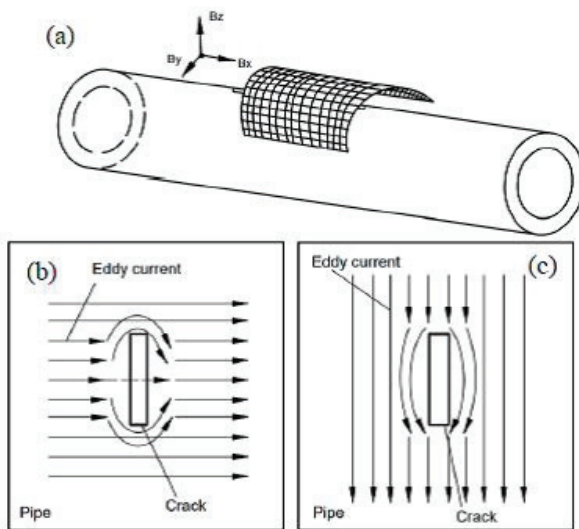 (a)
Bz
By
Bx
(b)
Eddy current
Crack
Pipe
Eddy current
(c)
Crack
Pipe